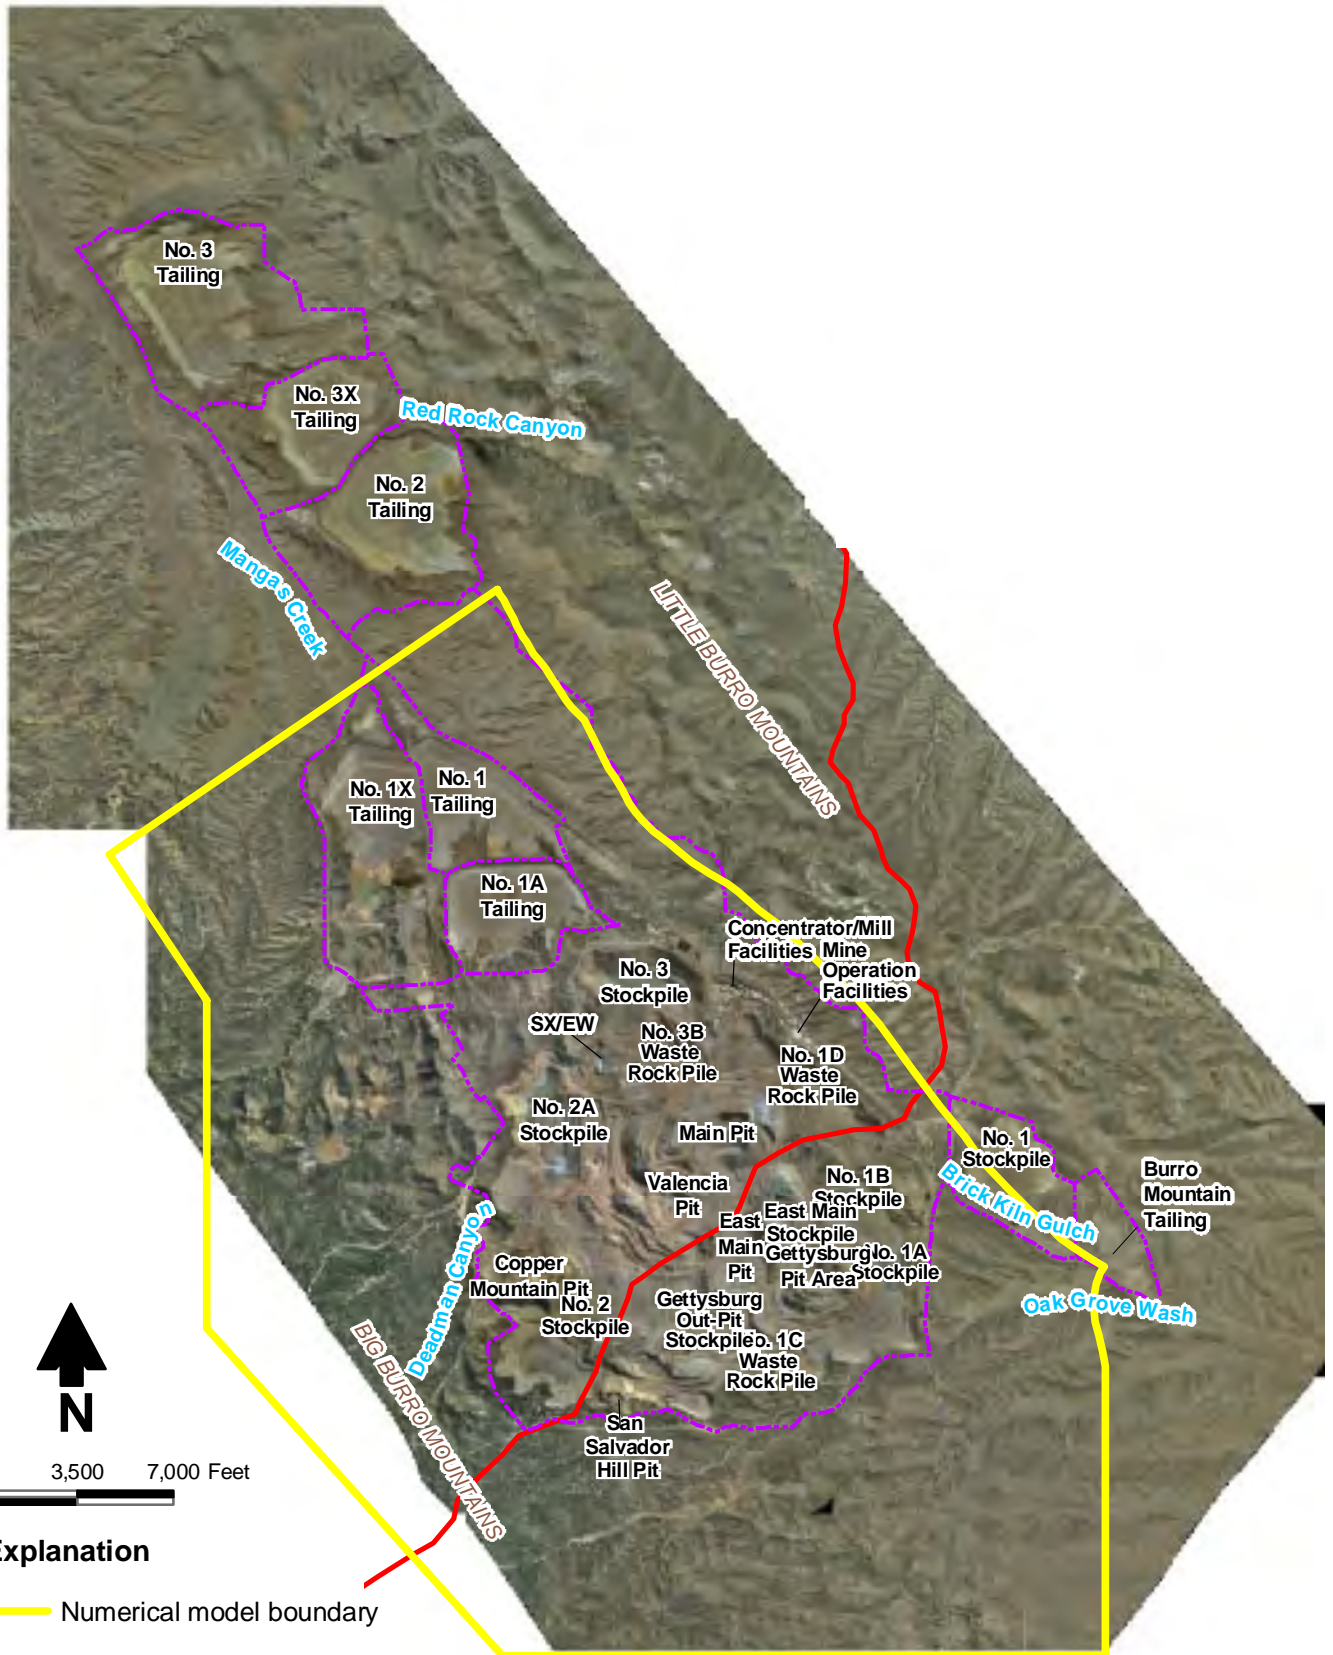 No. 3
Tailing
No. 3X
Tailing
Red Rock Canyon
No. 2
Tailing
Mangas Creek
LITTLE BURRO MOUNTAINS
No. 1X
Tailing
No. 1
Tailing
No. 1A
Tailing
Concentrator/Mill
Facilities
Mine
Operation
Facilities
No. 3
Stockpile
SX/EW
No. 3B
Waste
Rock Pile
No. 1D
Waste
Rock Pile
No. 2A
Stockpile
Main Pit
No. 1
Stockpile
Brick Kiln Gulch
Burro
Mountain
Tailing
Valencia
Pit
No. 1B
Stockpile
East
Main
Pit
East Main
Stockpile
Gettysburg
Pit Area
No. 1A
Stockpile
Deadman Canyon
Copper
Mountain Pit
No. 2
Stockpile
Gettysburg
Out-Pit
Stockpile
o. 1C
Waste
Rock Pile
Oak Grove Wash
BIG BURRO MOUNTAINS
San
Salvador
Hill Pit
N
3,500 7,000 Feet
Explanation
Numerical model boundary